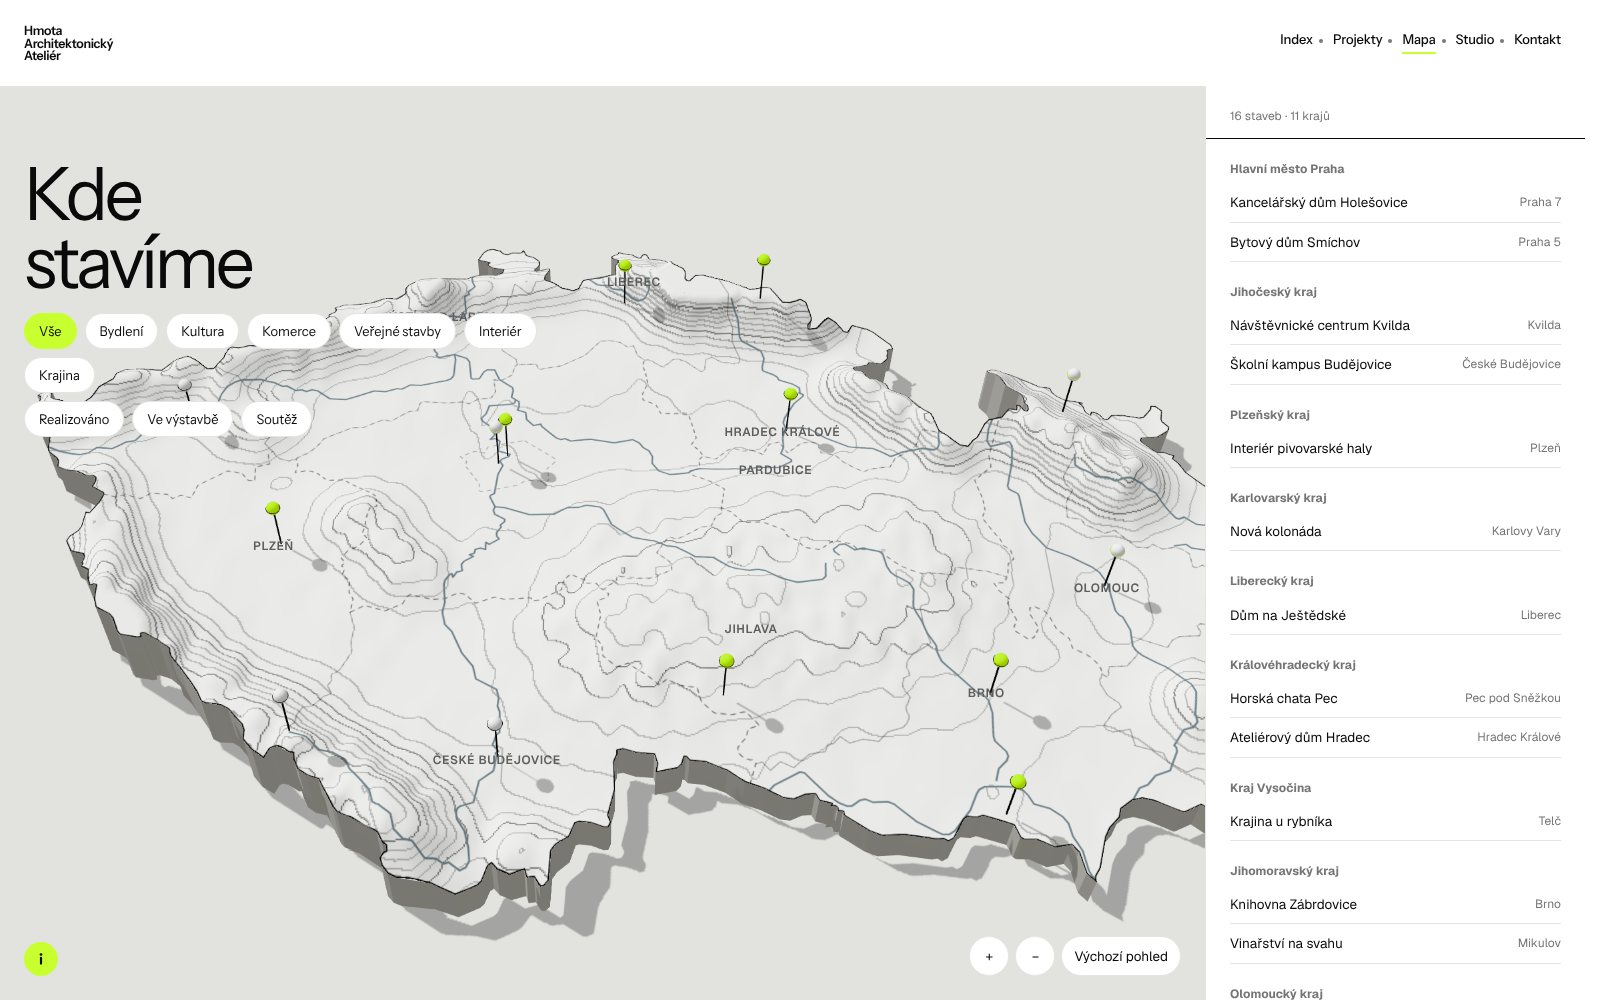 Hmota
Architektonický
Ateliér
Index • Projekty • Mapa • Studio • Kontakt
Kde
stavíme
Vše
Bydlení
Kultura
Komerce
Veřejné stavby
Interiér
Krajina
Realizováno
Ve výstavbě
Soutěž
LIBEREC
HRADEC KRÁLOVÉ
PARDUBICE
PLZEŇ
OLOMOUC
JIHLAVA
BRNO
ČESKÉ BUDĚJOVICE
i
+
−
Výchozí pohled
16 staveb · 11 krajů
Hlavní město Praha
Kancelářský dům Holešovice Praha 7
Bytový dům Smíchov Praha 5
Jihočeský kraj
Návštěvnické centrum Kvilda Kvilda
Školní kampus Budějovice České Budějovice
Plzeňský kraj
Interiér pivovarské haly Plzeň
Karlovarský kraj
Nová kolonáda Karlovy Vary
Liberecký kraj
Dům na Ještědské Liberec
Královéhradecký kraj
Horská chata Pec Pec pod Sněžkou
Ateliérový dům Hradec Hradec Králové
Kraj Vysočina
Krajina u rybníka Telč
Jihomoravský kraj
Knihovna Zábrdovice Brno
Vinařství na svahu Mikulov
Olomoucký kraj